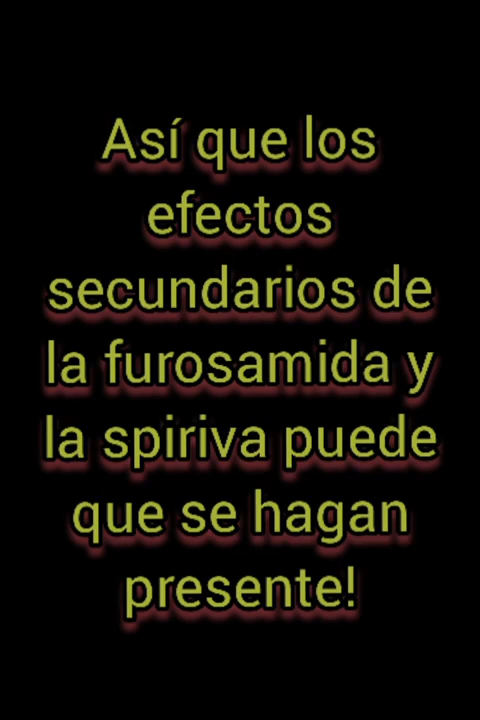 Así que los
efectos
secundarios de
la furosamida y
la spiriva puede
que se hagan
presente!